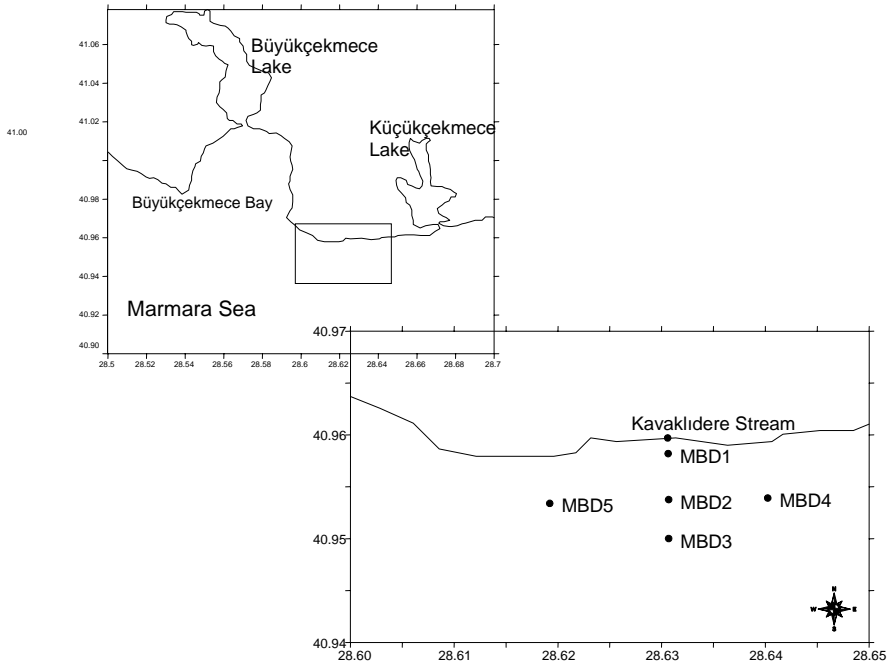 41.06
Büyükçekmece
Lake
41.04
41.02
41.00
Küçükçekmece
Lake
40.98
Büyükçekmece Bay
40.96
40.94
40.92
Marmara Sea
40.90
28.5 28.52 28.54 28.56 28.58 28.6 28.62 28.64 28.66 28.68 28.7
40.97
Kavaklıdere Stream
40.96
MBD1
MBD5 MBD2 MBD4
40.95
MBD3
N
W E
S
40.94
28.60 28.61 28.62 28.63 28.64 28.65